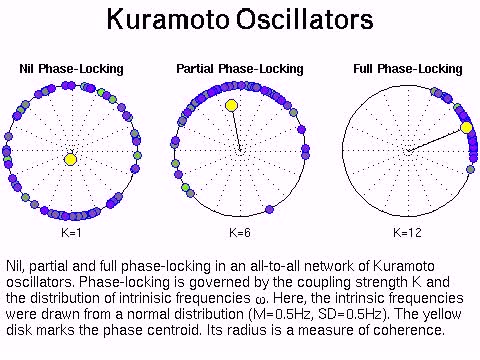 Kuramoto Oscillators
Nil Phase-Locking
Partial Phase-Locking
Full Phase-Locking
K=1
K=6
K=12
Nil, partial and full phase-locking in an all-to-all network of Kuramoto
oscillators. Phase-locking is governed by the coupling strength K and
the distribution of intrinisic frequencies ω. Here, the intrinsic frequencies
were drawn from a normal distribution (M=0.5Hz, SD=0.5Hz). The yellow
disk marks the phase centroid. Its radius is a measure of coherence.